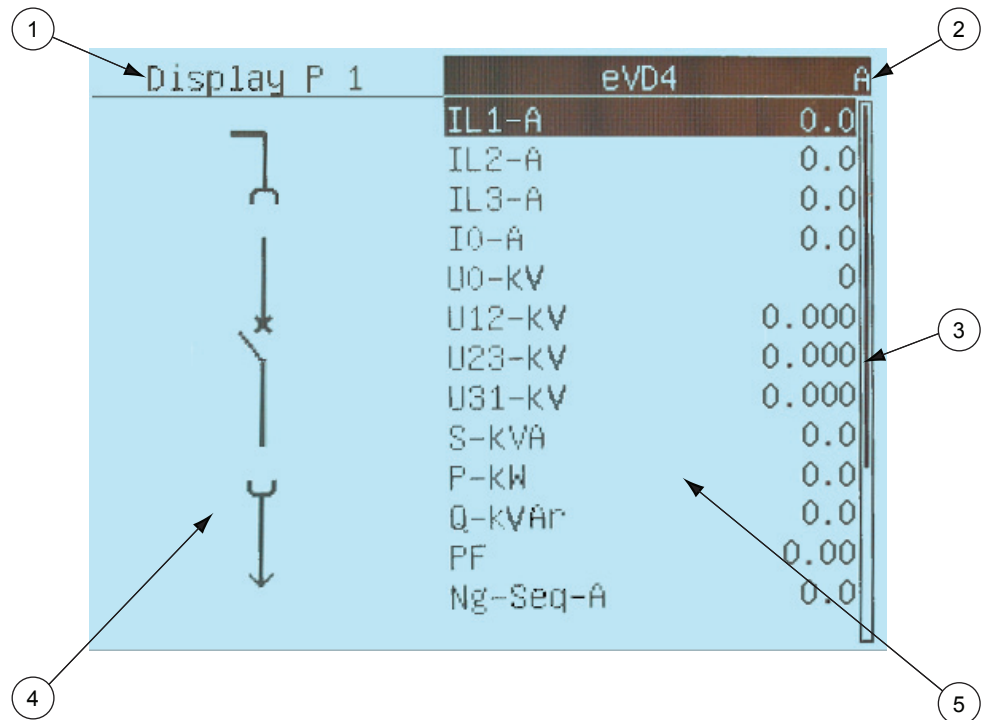 1
2
Display P 1
eVD4 A
IL1-A 0.0
IL2-A 0.0
IL3-A 0.0
I0-A 0.0
U0-kV 0
U12-kV 0.000
3
U23-kV 0.000
U31-kV 0.000
S-kVA 0.0
P-kW 0.0
Q-kVAr 0.0
PF 0.00
Ng-Seq-A 0.0
4
5